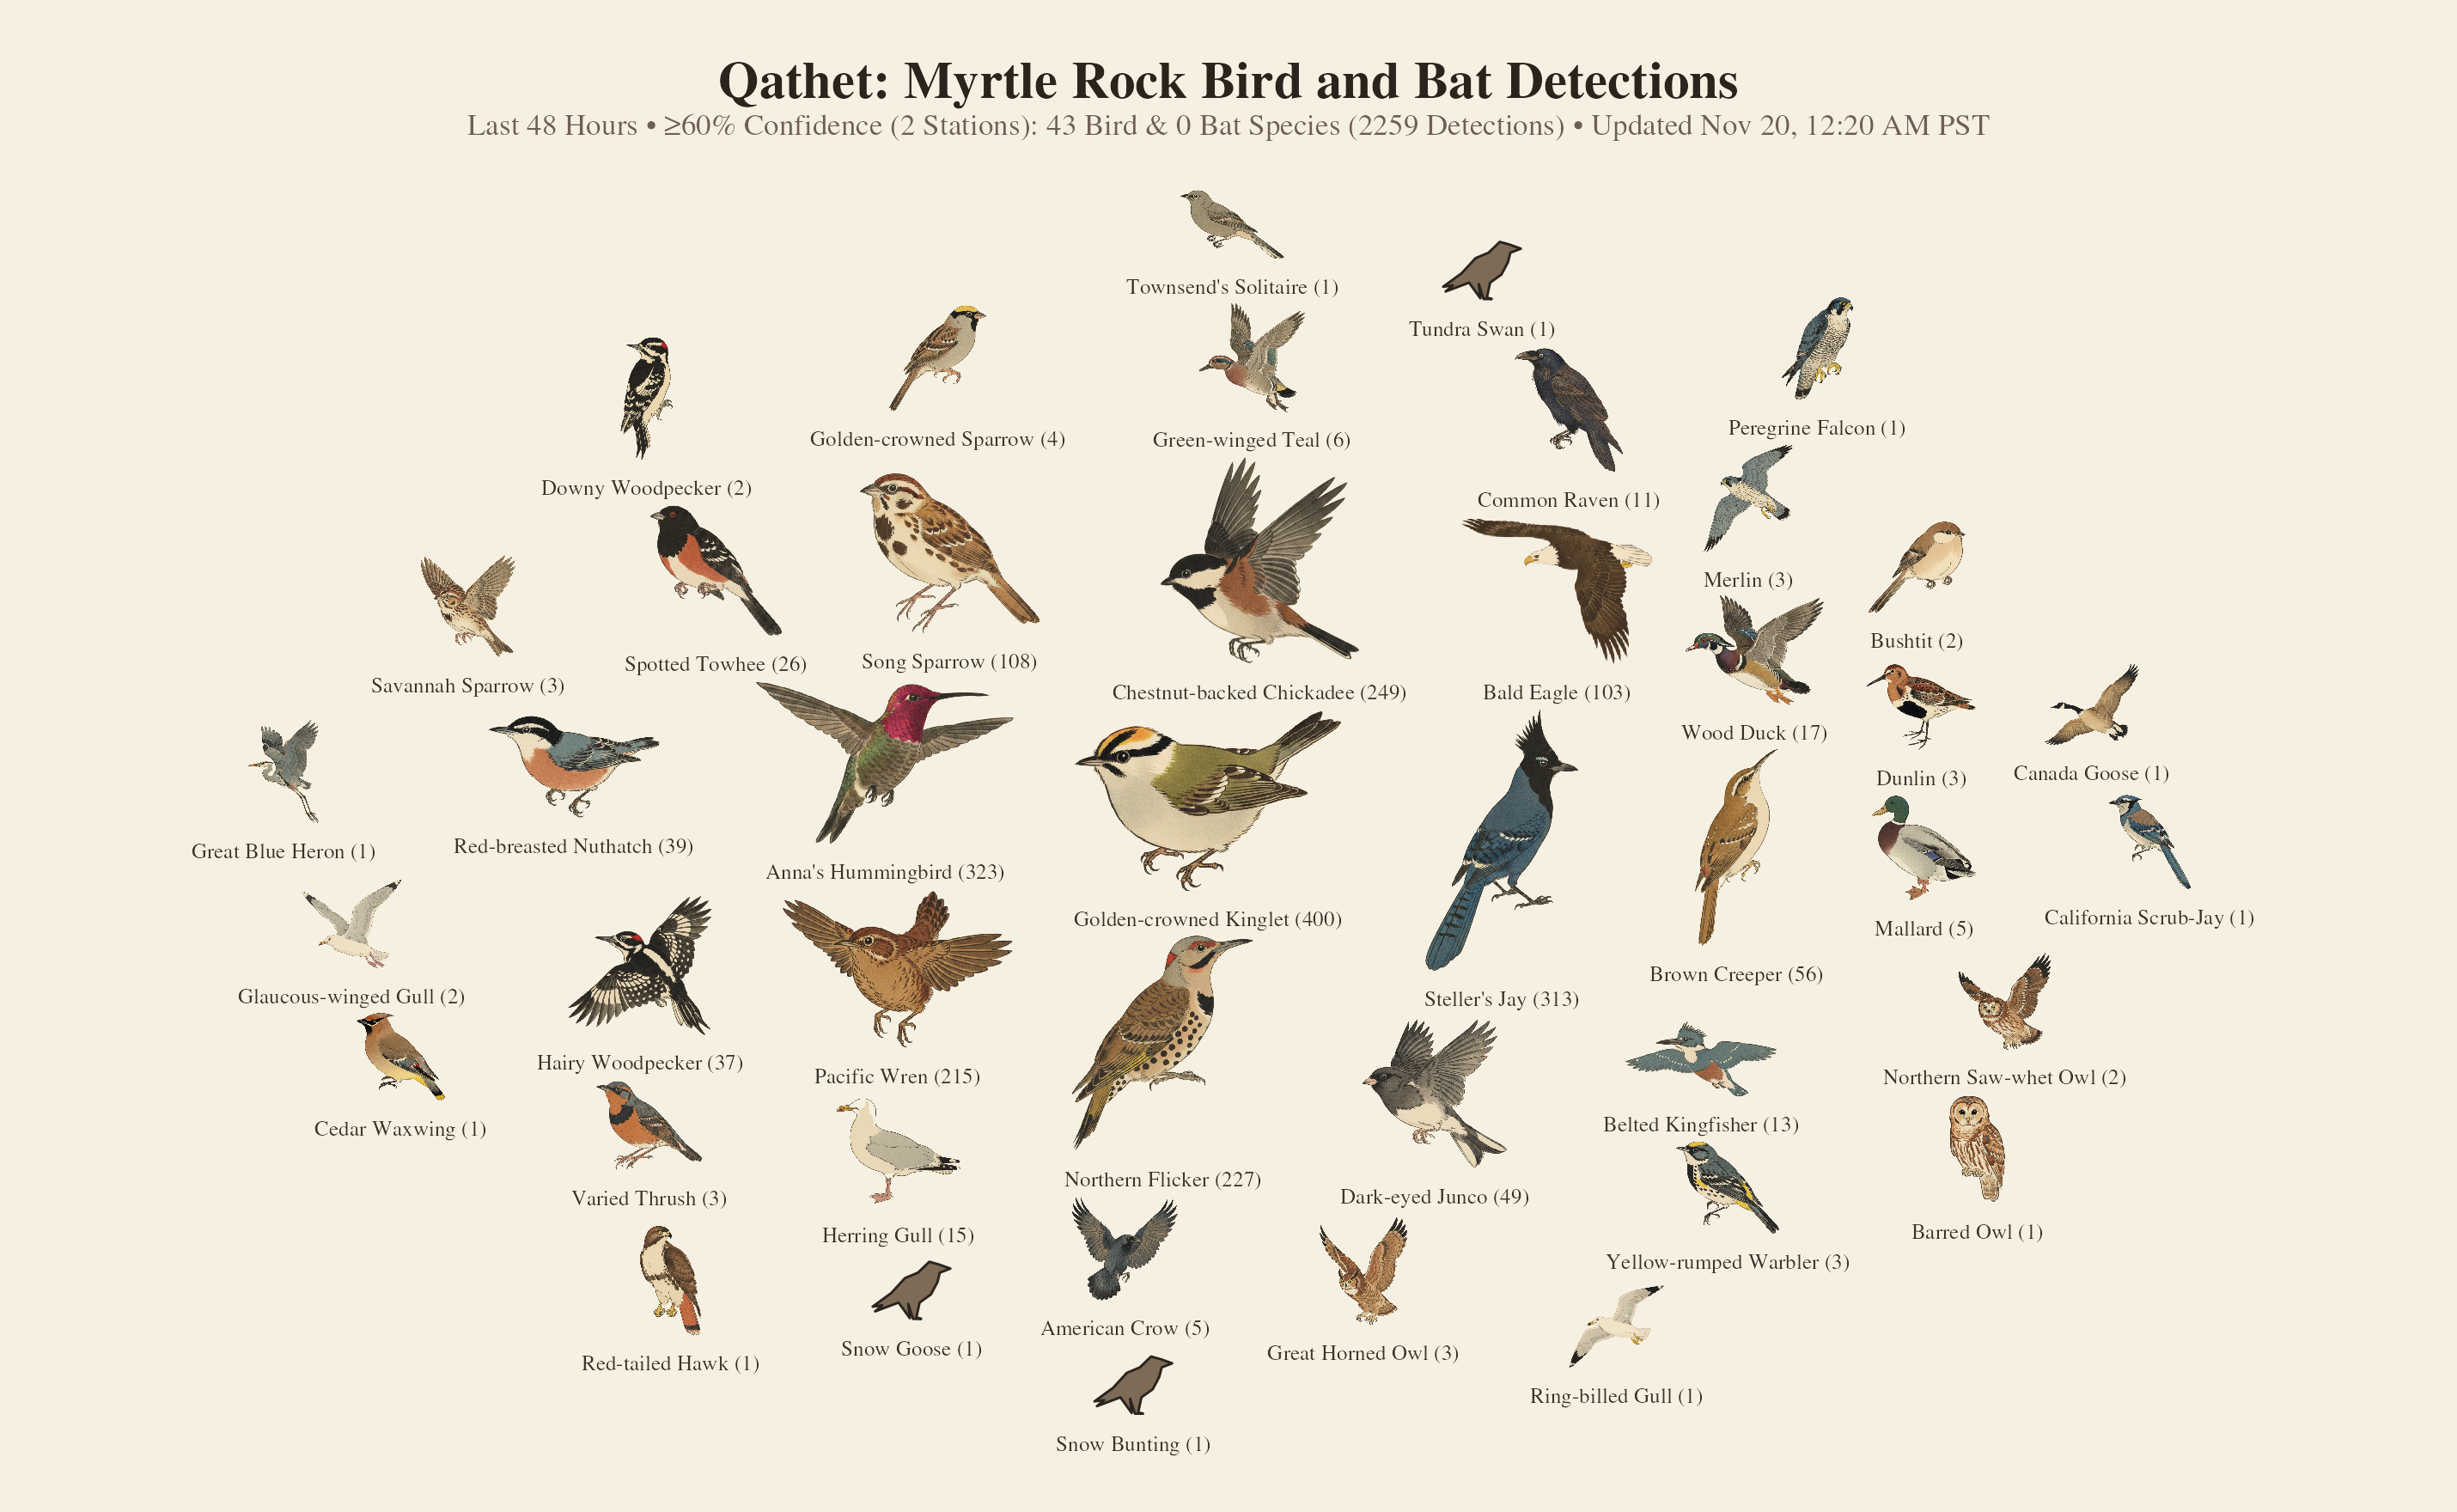 Qathet: Myrtle Rock Bird and Bat Detections
Last 48 Hours • ≥60% Confidence (2 Stations): 43 Bird & 0 Bat Species (2259 Detections) • Updated Nov 20, 12:20 AM PST
Townsend's Solitaire (1)
Tundra Swan (1)
Peregrine Falcon (1)
Golden-crowned Sparrow (4)
Green-winged Teal (6)
Downy Woodpecker (2)
Common Raven (11)
Merlin (3)
Bushtit (2)
Savannah Sparrow (3)
Spotted Towhee (26)
Song Sparrow (108)
Chestnut-backed Chickadee (249)
Bald Eagle (103)
Wood Duck (17)
Dunlin (3)
Canada Goose (1)
Great Blue Heron (1)
Red-breasted Nuthatch (39)
Anna's Hummingbird (323)
Golden-crowned Kinglet (400)
Mallard (5)
California Scrub-Jay (1)
Brown Creeper (56)
Steller's Jay (313)
Glaucous-winged Gull (2)
Hairy Woodpecker (37)
Pacific Wren (215)
Northern Saw-whet Owl (2)
Cedar Waxwing (1)
Belted Kingfisher (13)
Varied Thrush (3)
Northern Flicker (227)
Dark-eyed Junco (49)
Herring Gull (15)
Barred Owl (1)
Yellow-rumped Warbler (3)
Red-tailed Hawk (1)
Snow Goose (1)
American Crow (5)
Great Horned Owl (3)
Ring-billed Gull (1)
Snow Bunting (1)